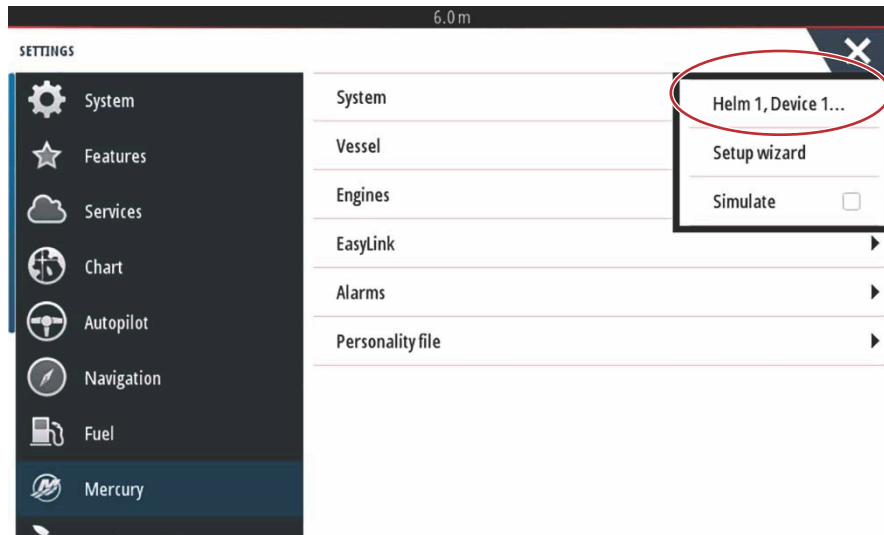 6.0 m
SETTINGS
System
Features
Services
Chart
Autopilot
Navigation
Fuel
Mercury
System
Vessel
Engines
EasyLink
Alarms
Personality file
Helm 1, Device 1...
Setup wizard
Simulate